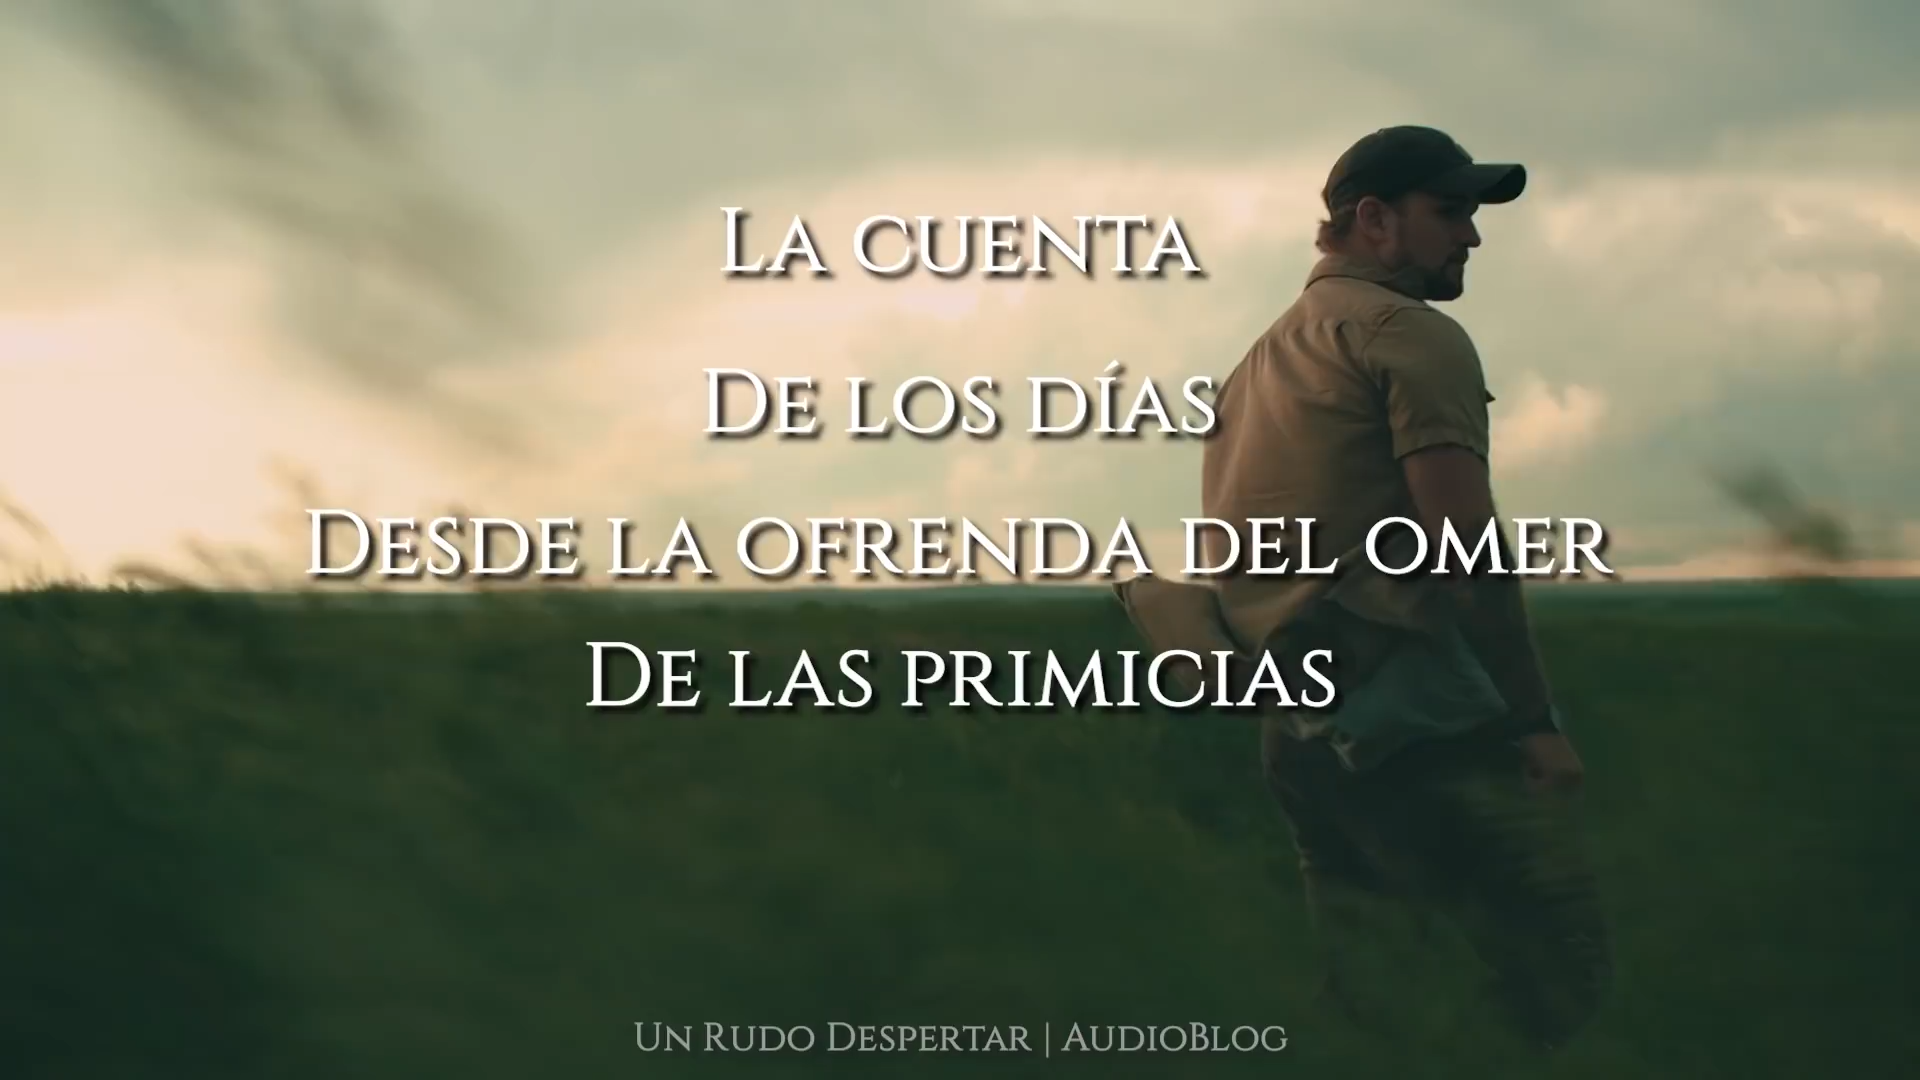 La cuenta
De los días
Desde la ofrenda del omer
De las primicias
Un Rudo Despertar | AudioBlog